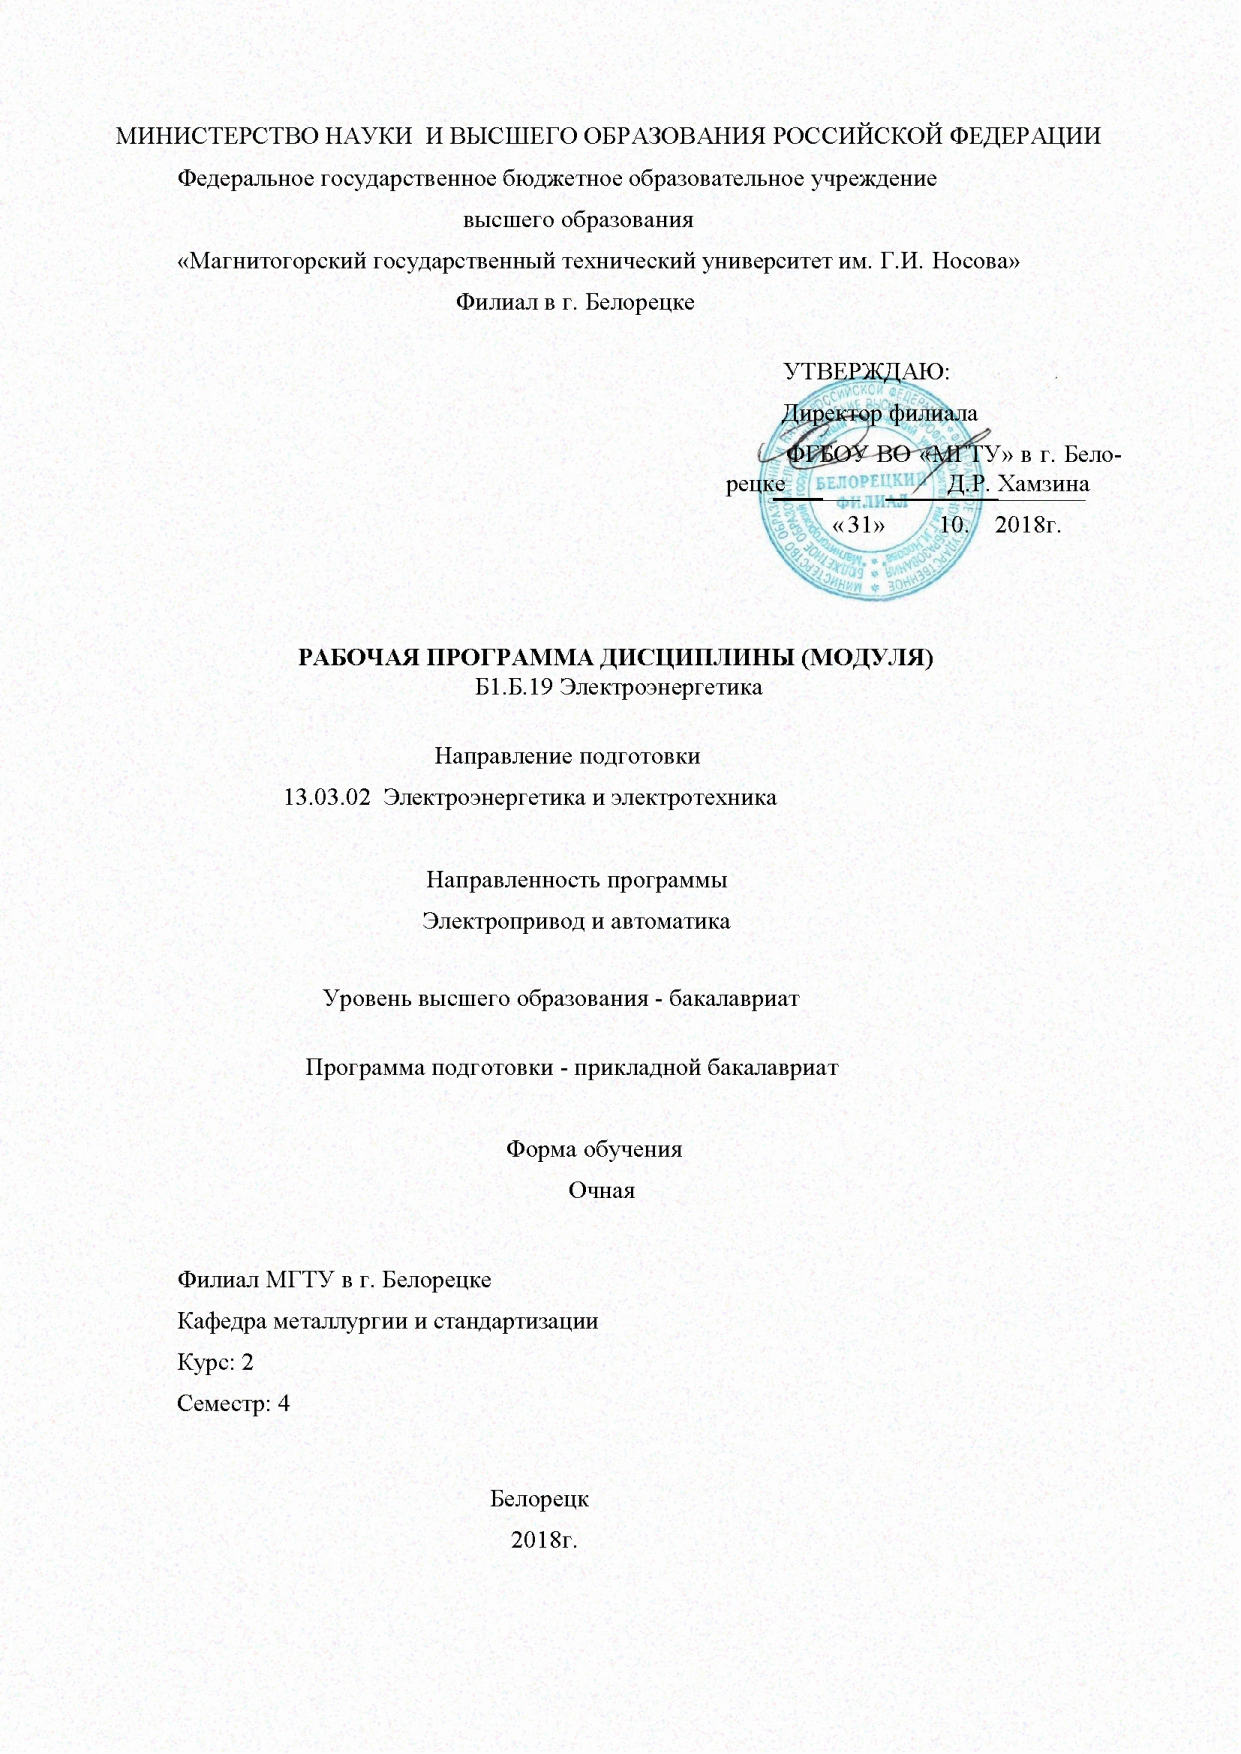 МИНИСТЕРСТВО НАУКИ И ВЫСШЕГО ОБРАЗОВАНИЯ РОССИЙСКОЙ ФЕДЕРАЦИИ
Федеральное государственное бюджетное образовательное учреждение
высшего образования
«Магнитогорский государственный технический университет им. Г.И. Носова»
Филиал в г. Белорецке
УТВЕРЖДАЮ:
Директор филиала
ФГБОУ ВО «МГТУ» в г. Бело-
рецке Д.Р. Хамзина
«31» 10. 2018г.
БЕЛОРЕЦКИЙ
ФИЛИАЛ
РАБОЧАЯ ПРОГРАММА ДИСЦИПЛИНЫ (МОДУЛЯ)
Б1.Б.19 Электроэнергетика
Направление подготовки
13.03.02 Электроэнергетика и электротехника
Направленность программы
Электропривод и автоматика
Уровень высшего образования - бакалавриат
Программа подготовки - прикладной бакалавриат
Форма обучения
Очная
Филиал МГТУ в г. Белорецке
Кафедра металлургии и стандартизации
Курс: 2
Семестр: 4
Белорецк
2018г.